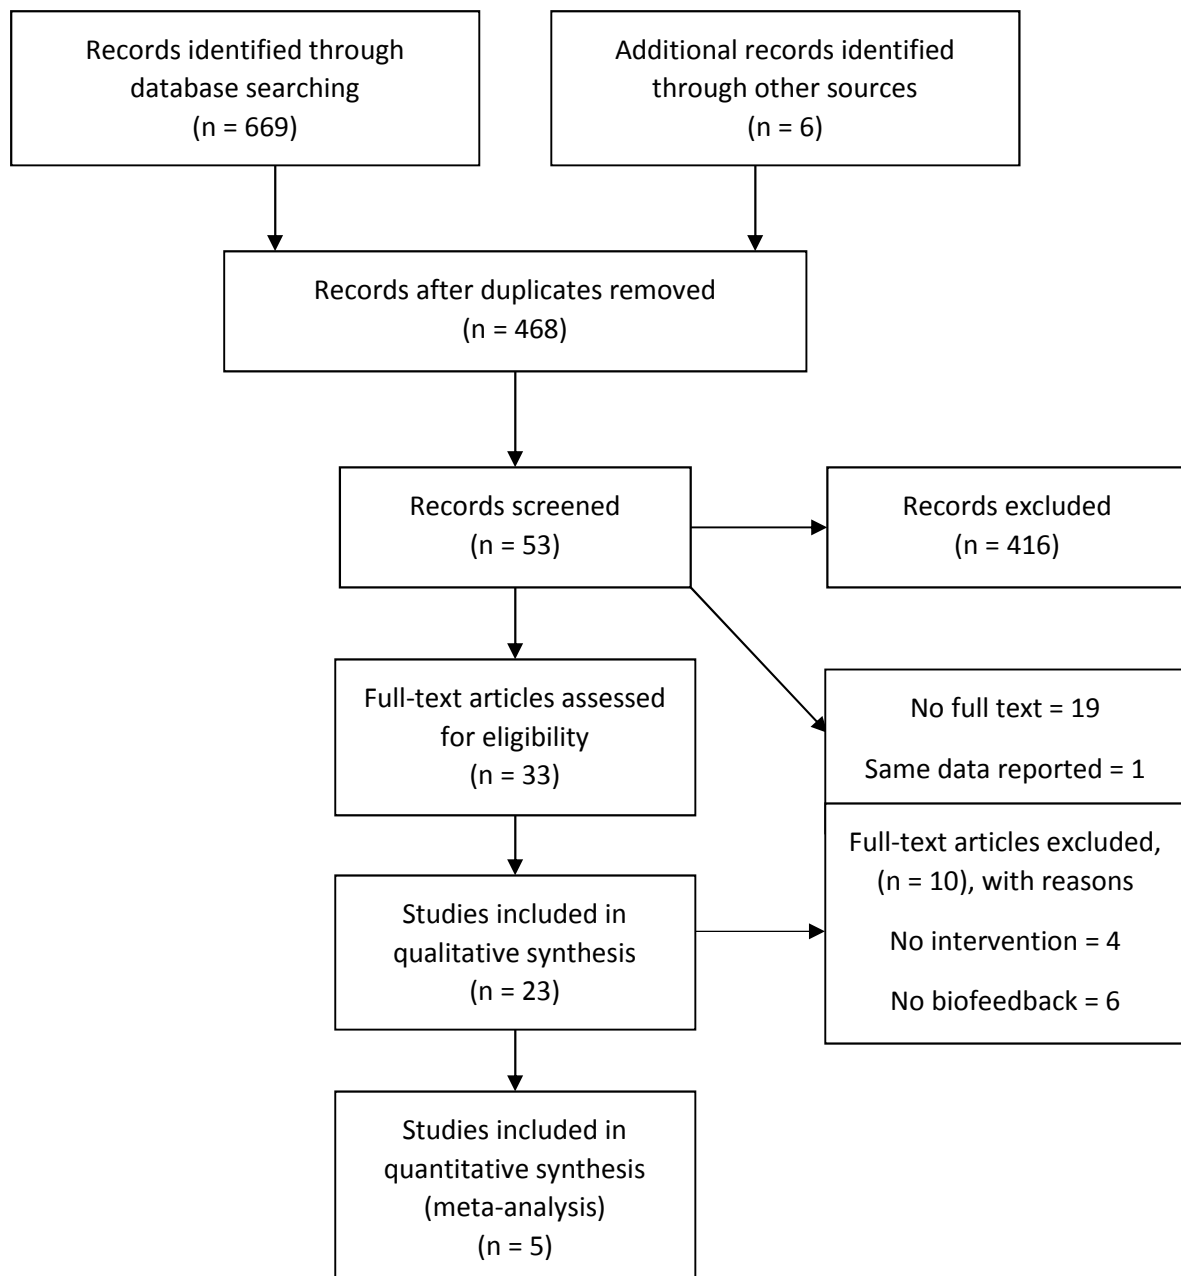 Records identified through
database searching
(n = 669)
Additional records identified
through other sources
(n = 6)
Records after duplicates removed
(n = 468)
Records screened
(n = 53)
Records excluded
(n = 416)
Full-text articles assessed
for eligibility
(n = 33)
No full text = 19
Same data reported = 1
Full-text articles excluded,
(n = 10), with reasons
No intervention = 4
No biofeedback = 6
Studies included in
qualitative synthesis
(n = 23)
Studies included in
quantitative synthesis
(meta-analysis)
(n = 5)